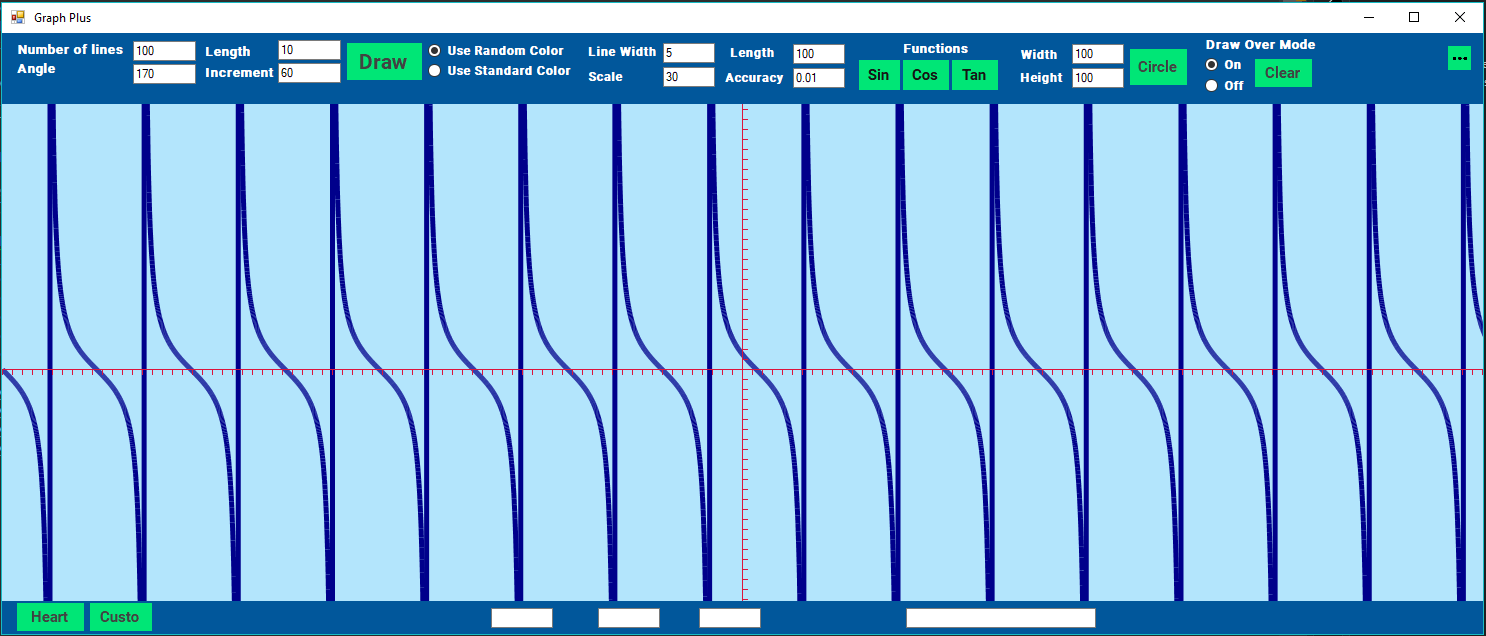 Graph Plus
Number of lines 100 Length 10
Angle 170 Increment 60
Draw
Use Random Color
Use Standard Color
Line Width 5 Length 100
Scale 30 Accuracy 0.01
Functions
Sin Cos Tan
Width 100
Height 100
Circle
Draw Over Mode
On
Off
Clear
...
Heart Custo